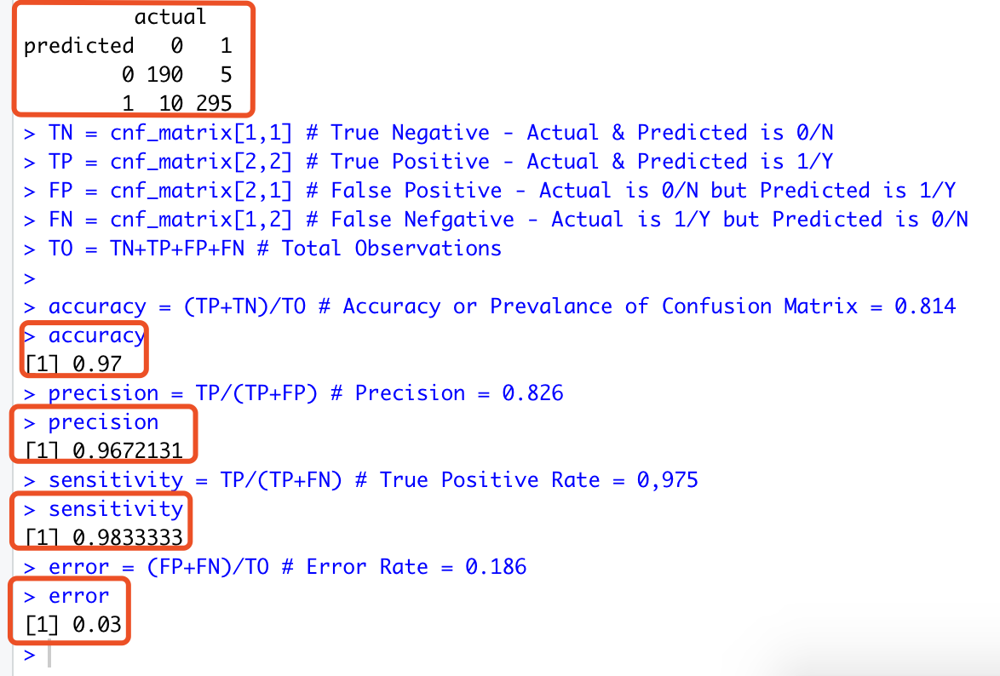 actual
predicted   0   1
        0 190   5
        1  10 295
> TN = cnf_matrix[1,1] # True Negative - Actual & Predicted is 0/N
> TP = cnf_matrix[2,2] # True Positive - Actual & Predicted is 1/Y
> FP = cnf_matrix[2,1] # False Positive - Actual is 0/N but Predicted is 1/Y
> FN = cnf_matrix[1,2] # False Nefgative - Actual is 1/Y but Predicted is 0/N
> TO = TN+TP+FP+FN # Total Observations
>
> accuracy = (TP+TN)/TO # Accuracy or Prevalance of Confusion Matrix = 0.814
> accuracy
[1] 0.97
> precision = TP/(TP+FP) # Precision = 0.826
> precision
[1] 0.9672131
> sensitivity = TP/(TP+FN) # True Positive Rate = 0,975
> sensitivity
[1] 0.9833333
> error = (FP+FN)/TO # Error Rate = 0.186
> error
[1] 0.03
>